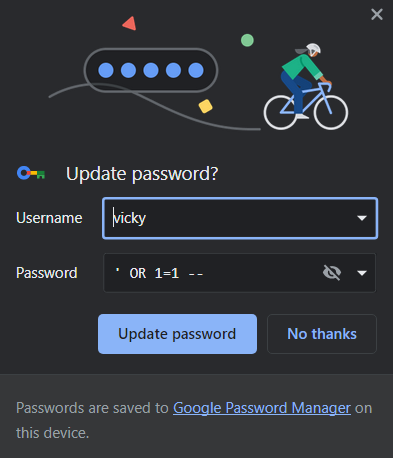 Update password?
Username
vicky
Password
' OR 1=1 --
Update password
No thanks
Passwords are saved to Google Password Manager on
this device.